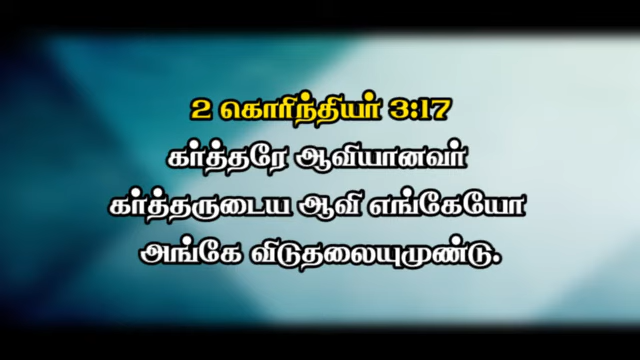 2 கொரிந்தியர் 3:17
கர்த்தரே ஆவியானவர்
கர்த்தருடைய ஆவி எங்கேயோ
அங்கே விடுதலையுமுண்டு.